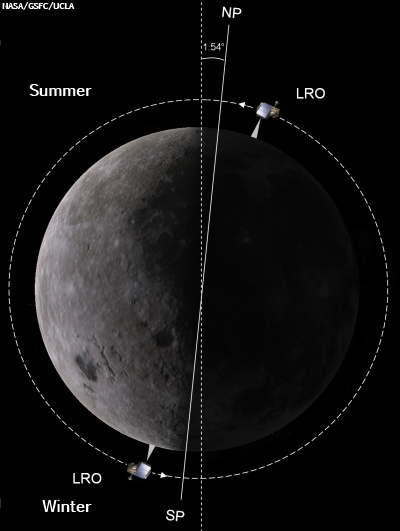 NASA/GSFC/UCLA
NP
1.54°
LRO
Summer
LRO
Winter
SP